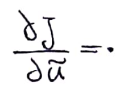 ∂J/∂ũ = ·